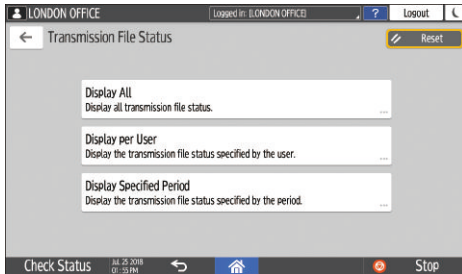 LONDON OFFICE
Logged in: [LONDON OFFICE]
?
Logout
Transmission File Status
Reset
Display All
Display all transmission file status.
...
Display per User
Display the transmission file status specified by the user.
...
Display Specified Period
Display the transmission file status specified by the period.
...
Check Status
JUL 25 2018
01:55 PM
Stop